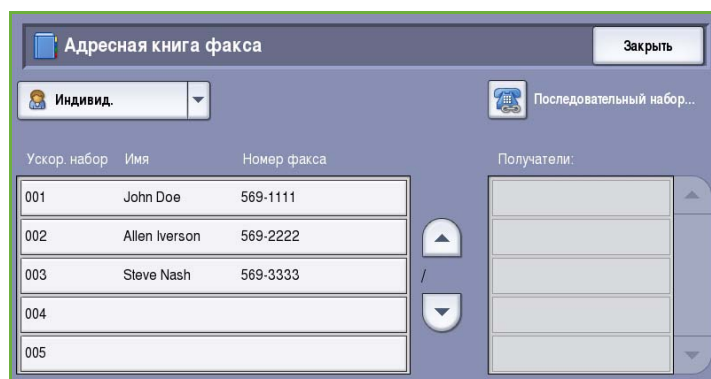 Адресная книга факса
Закрыть
Индивид.
Последовательный набор...
Ускор. набор Имя Номер факса
Получатели:
001 John Doe 569-1111
002 Allen Iverson 569-2222
003 Steve Nash 569-3333
/
004
005